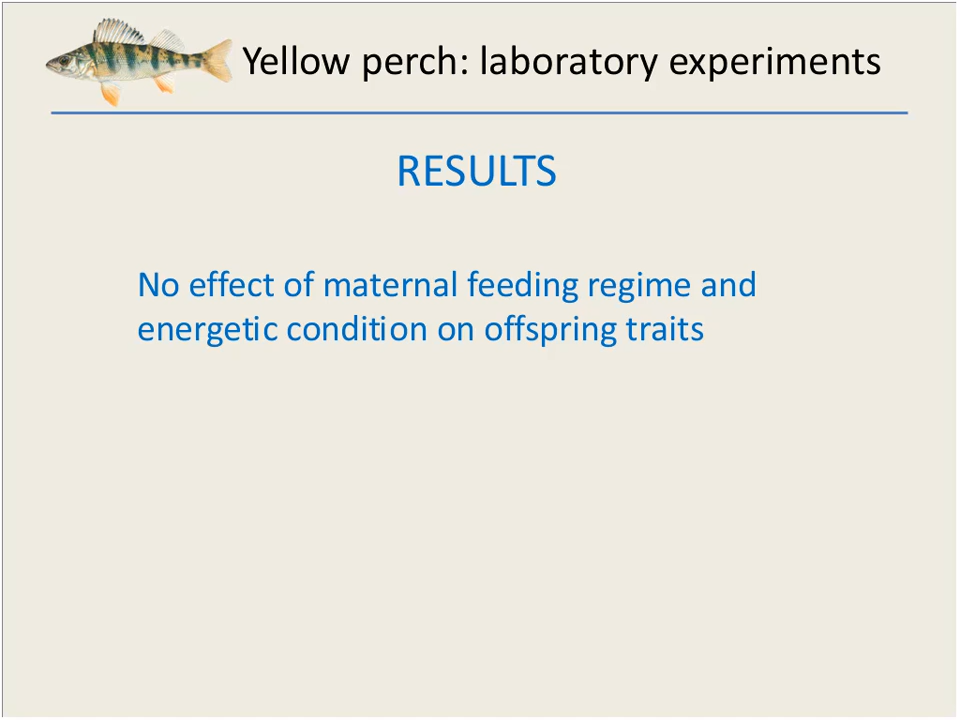 Yellow perch: laboratory experiments
RESULTS
No effect of maternal feeding regime and
energetic condition on offspring traits